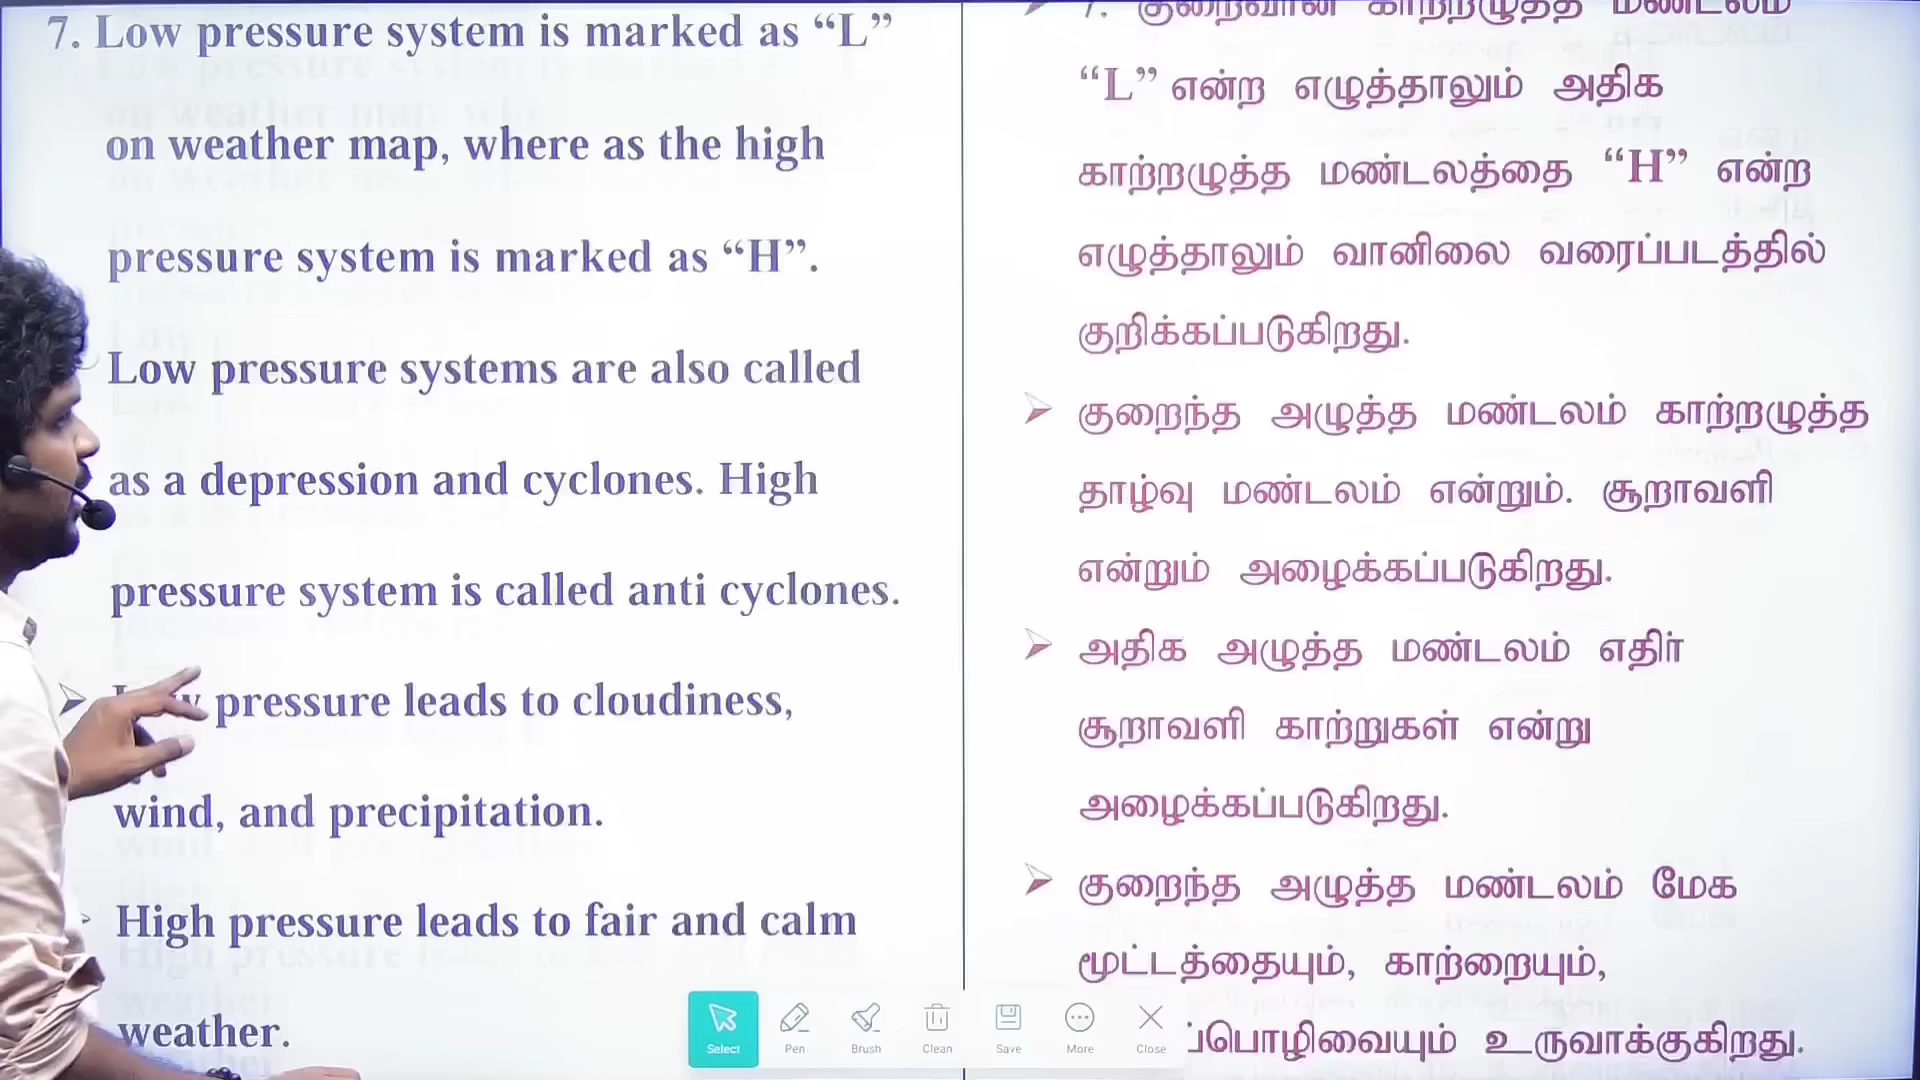 7. Low pressure system is marked as “L”
on weather map, where as the high
pressure system is marked as “H”.
Low pressure systems are also called
as a depression and cyclones. High
pressure system is called anti cyclones.
Low pressure leads to cloudiness,
wind, and precipitation.
High pressure leads to fair and calm
weather.
7. குறைவான காற்றழுத்த மண்டலம்
“L” என்ற எழுத்தாலும் அதிக
காற்றழுத்த மண்டலத்தை “H” என்ற
எழுத்தாலும் வானிலை வரைப்படத்தில்
குறிக்கப்படுகிறது.
குறைந்த அழுத்த மண்டலம் காற்றழுத்த
தாழ்வு மண்டலம் என்றும். சூறாவளி
என்றும் அழைக்கப்படுகிறது.
அதிக அழுத்த மண்டலம் எதிர்
சூறாவளி காற்றுகள் என்று
அழைக்கப்படுகிறது.
குறைந்த அழுத்த மண்டலம் மேக
மூட்டத்தையும், காற்றையும்,
உருவாக்குகிறது.
Select Pen Brush Clean Save More Close